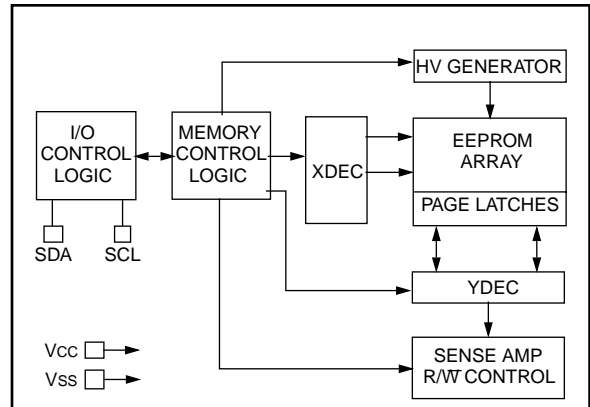 HV GENERATOR
I/O
CONTROL
LOGIC
MEMORY
CONTROL
LOGIC
XDEC
EEPROM
ARRAY
PAGE LATCHES
SDA
SCL
YDEC
VCC
VSS
SENSE AMP
R/W̅ CONTROL